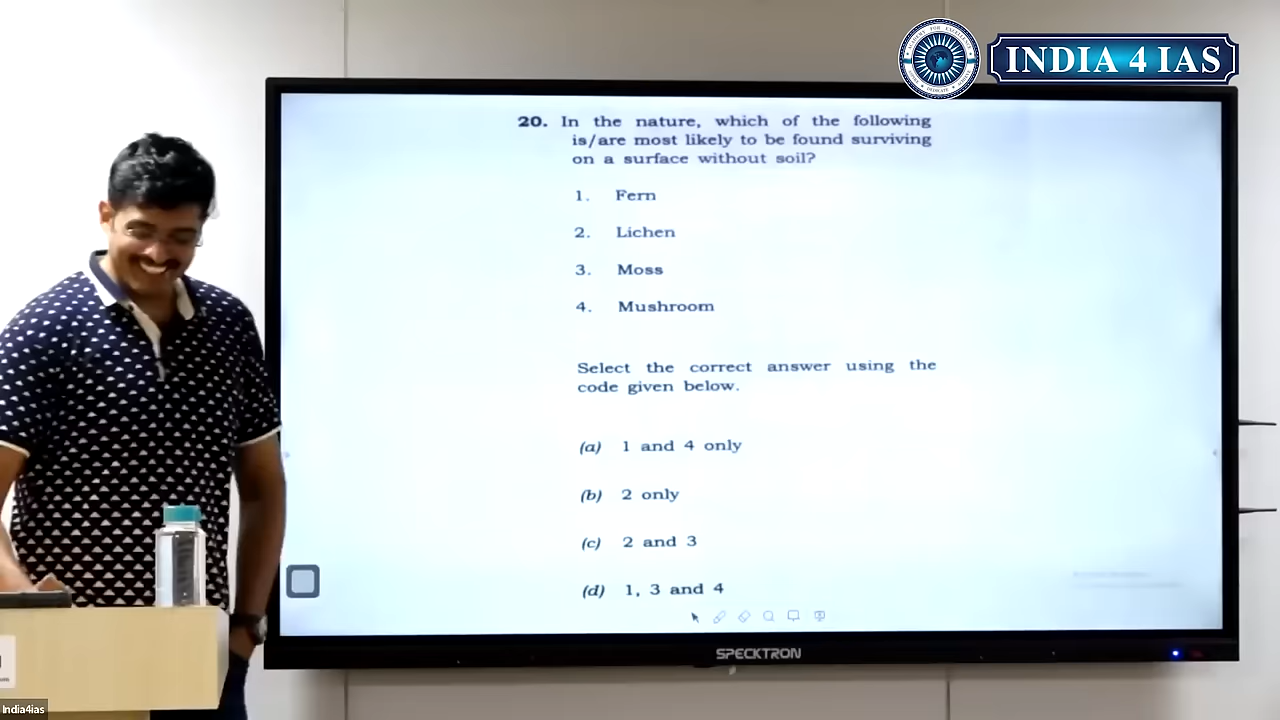 INDIA 4 IAS
20. In the nature, which of the following
is/are most likely to be found surviving
on a surface without soil?
1. Fern
2. Lichen
3. Moss
4. Mushroom
Select the correct answer using the
code given below.
(a) 1 and 4 only
(b) 2 only
(c) 2 and 3
(d) 1, 3 and 4
SPECKTRON
India4ias